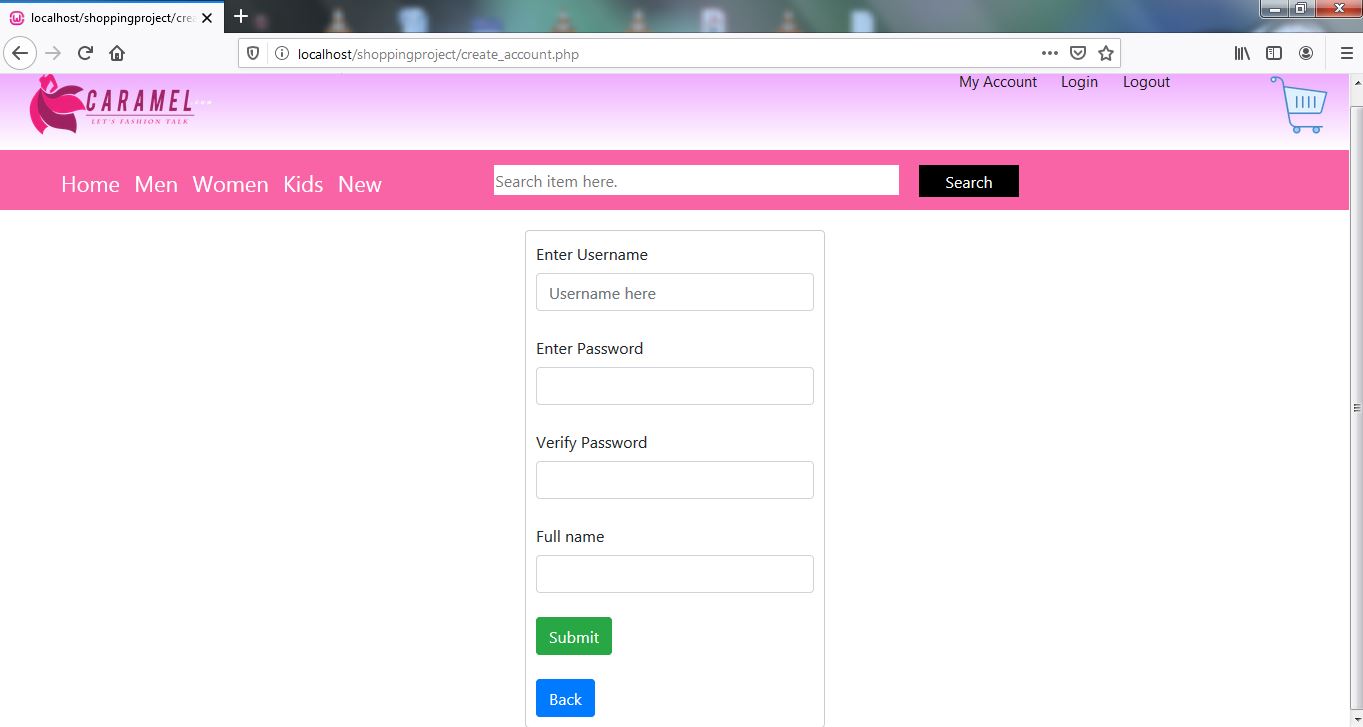 localhost/shoppingproject/crea
localhost/shoppingproject/create_account.php
CARAMEL
LET'S FASHION TALK
My Account Login Logout
Home Men Women Kids New
Search item here.
Search
Enter Username
Username here
Enter Password
Verify Password
Full name
Submit
Back